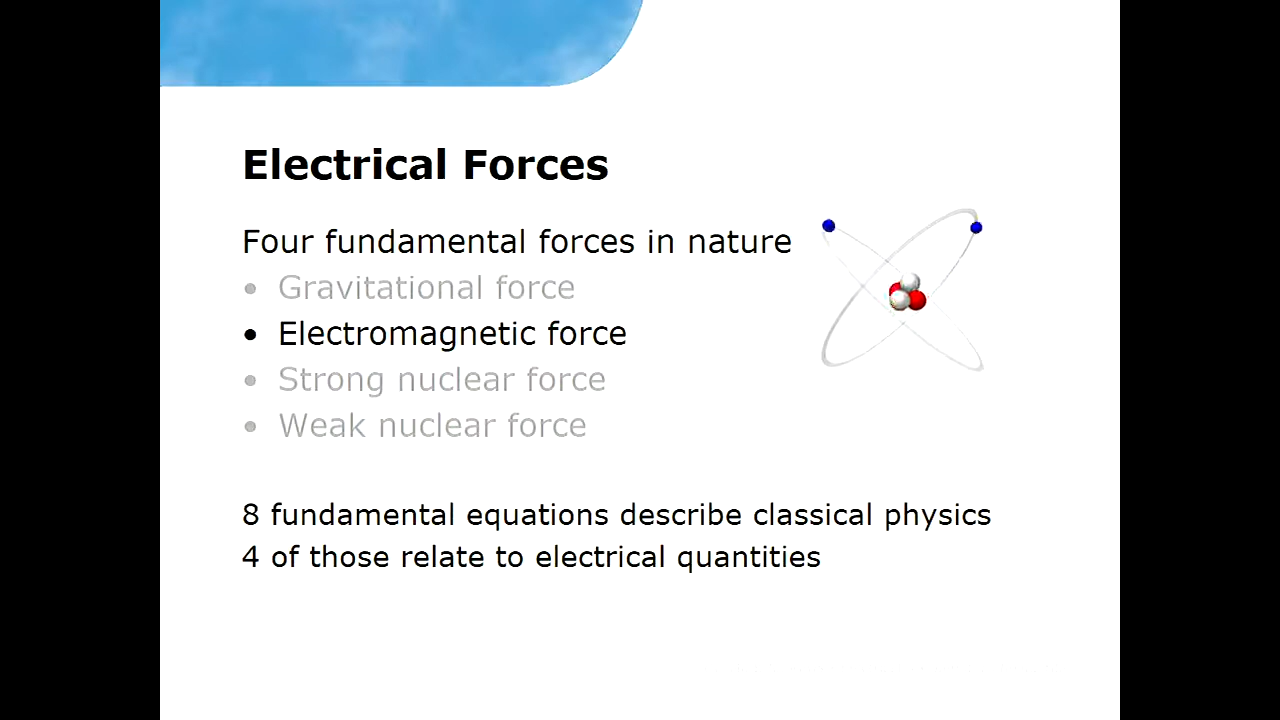 Electrical Forces
Four fundamental forces in nature
• Gravitational force
• Electromagnetic force
• Strong nuclear force
• Weak nuclear force
8 fundamental equations describe classical physics
4 of those relate to electrical quantities